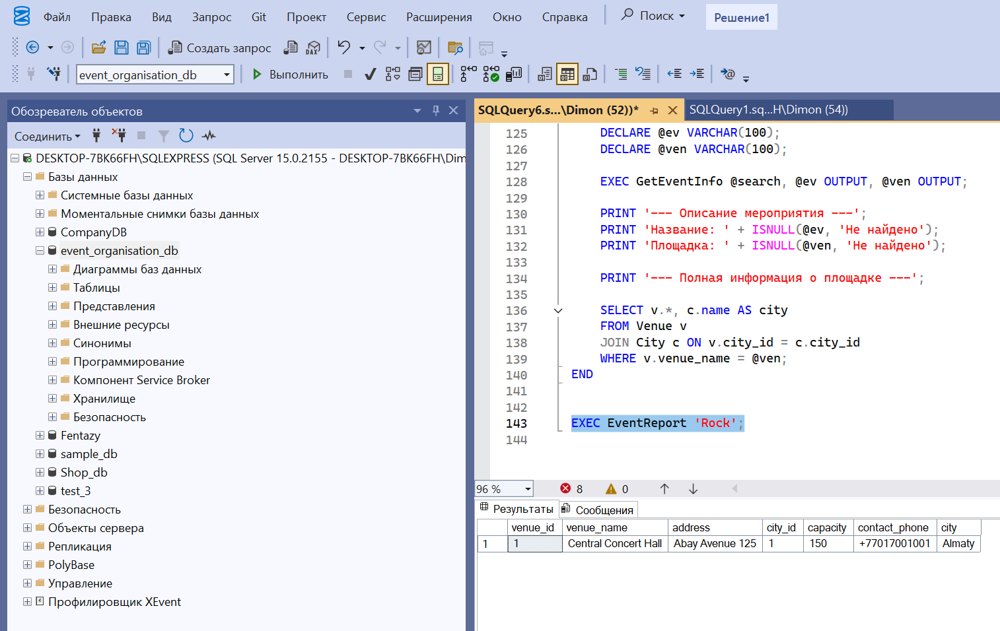 Файл Правка Вид Запрос Git Проект Сервис Расширения Окно Справка Поиск Решение1
Создать запрос DAX
event_organisation_db Выполнить
Обозреватель объектов
Соединить
DESKTOP-7BK66FH\SQLEXPRESS (SQL Server 15.0.2155 - DESKTOP-7BK66FH\Dim
Базы данных
Системные базы данных
Моментальные снимки базы данных
CompanyDB
event_organisation_db
Диаграммы баз данных
Таблицы
Представления
Внешние ресурсы
Синонимы
Программирование
Компонент Service Broker
Хранилище
Безопасность
Fentazy
sample_db
Shop_db
test_3
Безопасность
Объекты сервера
Репликация
PolyBase
Управление
Профилировщик XEvent
SQLQuery6.s...\Dimon (52))* SQLQuery1.sq...H\Dimon (54))
125 DECLARE @ev VARCHAR(100);
126 DECLARE @ven VARCHAR(100);
127
128 EXEC GetEventInfo @search, @ev OUTPUT, @ven OUTPUT;
129
130 PRINT '--- Описание мероприятия ---';
131 PRINT 'Название: ' + ISNULL(@ev, 'Не найдено');
132 PRINT 'Площадка: ' + ISNULL(@ven, 'Не найдено');
133
134 PRINT '--- Полная информация о площадке ---';
135
136 SELECT v.*, c.name AS city
137 FROM Venue v
138 JOIN City c ON v.city_id = c.city_id
139 WHERE v.venue_name = @ven;
140 END
141
142
143 EXEC EventReport 'Rock';
144
96 % 8 0
Результаты Сообщения
venue_id venue_name address city_id capacity contact_phone city
1 1 Central Concert Hall Abay Avenue 125 1 150 +77017001001 Almaty